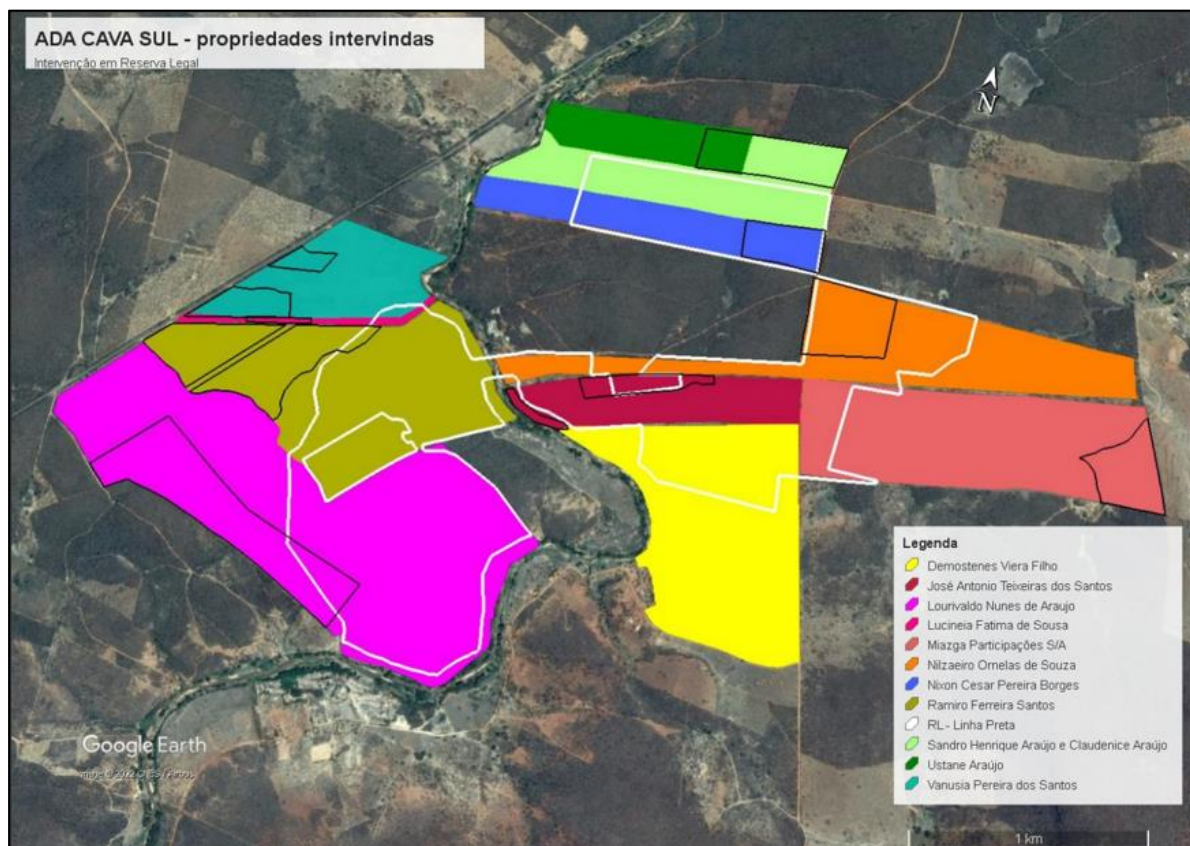 ADA CAVA SUL - propriedades intervindas
Intervenção em Reserva Legal
N
Legenda
Demostenes Viera Filho
José Antonio Teixeiras dos Santos
Lourivaldo Nunes de Araujo
Lucineia Fatima de Sousa
Miazga Participações S/A
Nilzaeiro Ornelas de Souza
Nixon Cesar Pereira Borges
Ramiro Ferreira Santos
RL - Linha Preta
Sandro Henrique Araújo e Claudenice Araújo
Ustane Araújo
Vanusia Pereira dos Santos
Google Earth
1 km